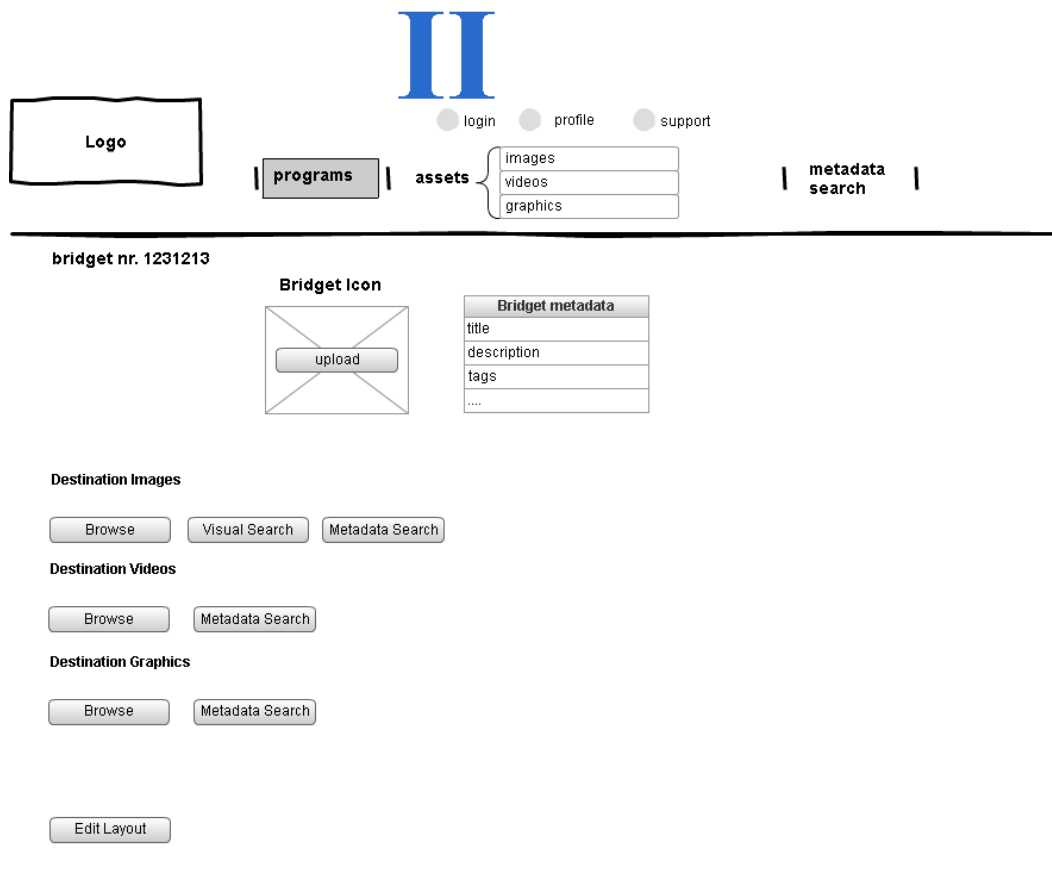 II
login profile support
Logo
programs assets images metadata
videos search
graphics
bridget nr. 1231213
Bridget Icon
Bridget metadata
title
upload
description
tags
....
Destination Images
Browse Visual Search Metadata Search
Destination Videos
Browse Metadata Search
Destination Graphics
Browse Metadata Search
Edit Layout